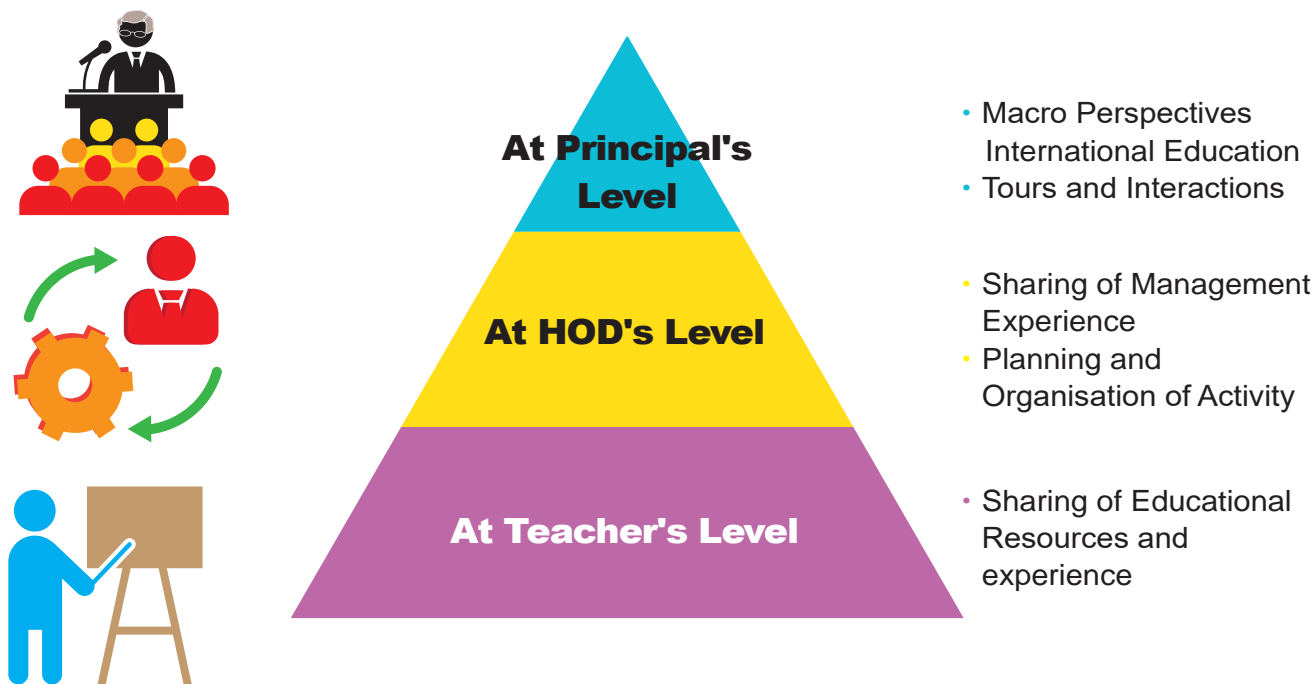 At Principal's
Level
• Macro Perspectives
International Education
• Tours and Interactions
At HOD's Level
• Sharing of Management
Experience
• Planning and
Organisation of Activity
At Teacher's Level
• Sharing of Educational
Resources and
experience